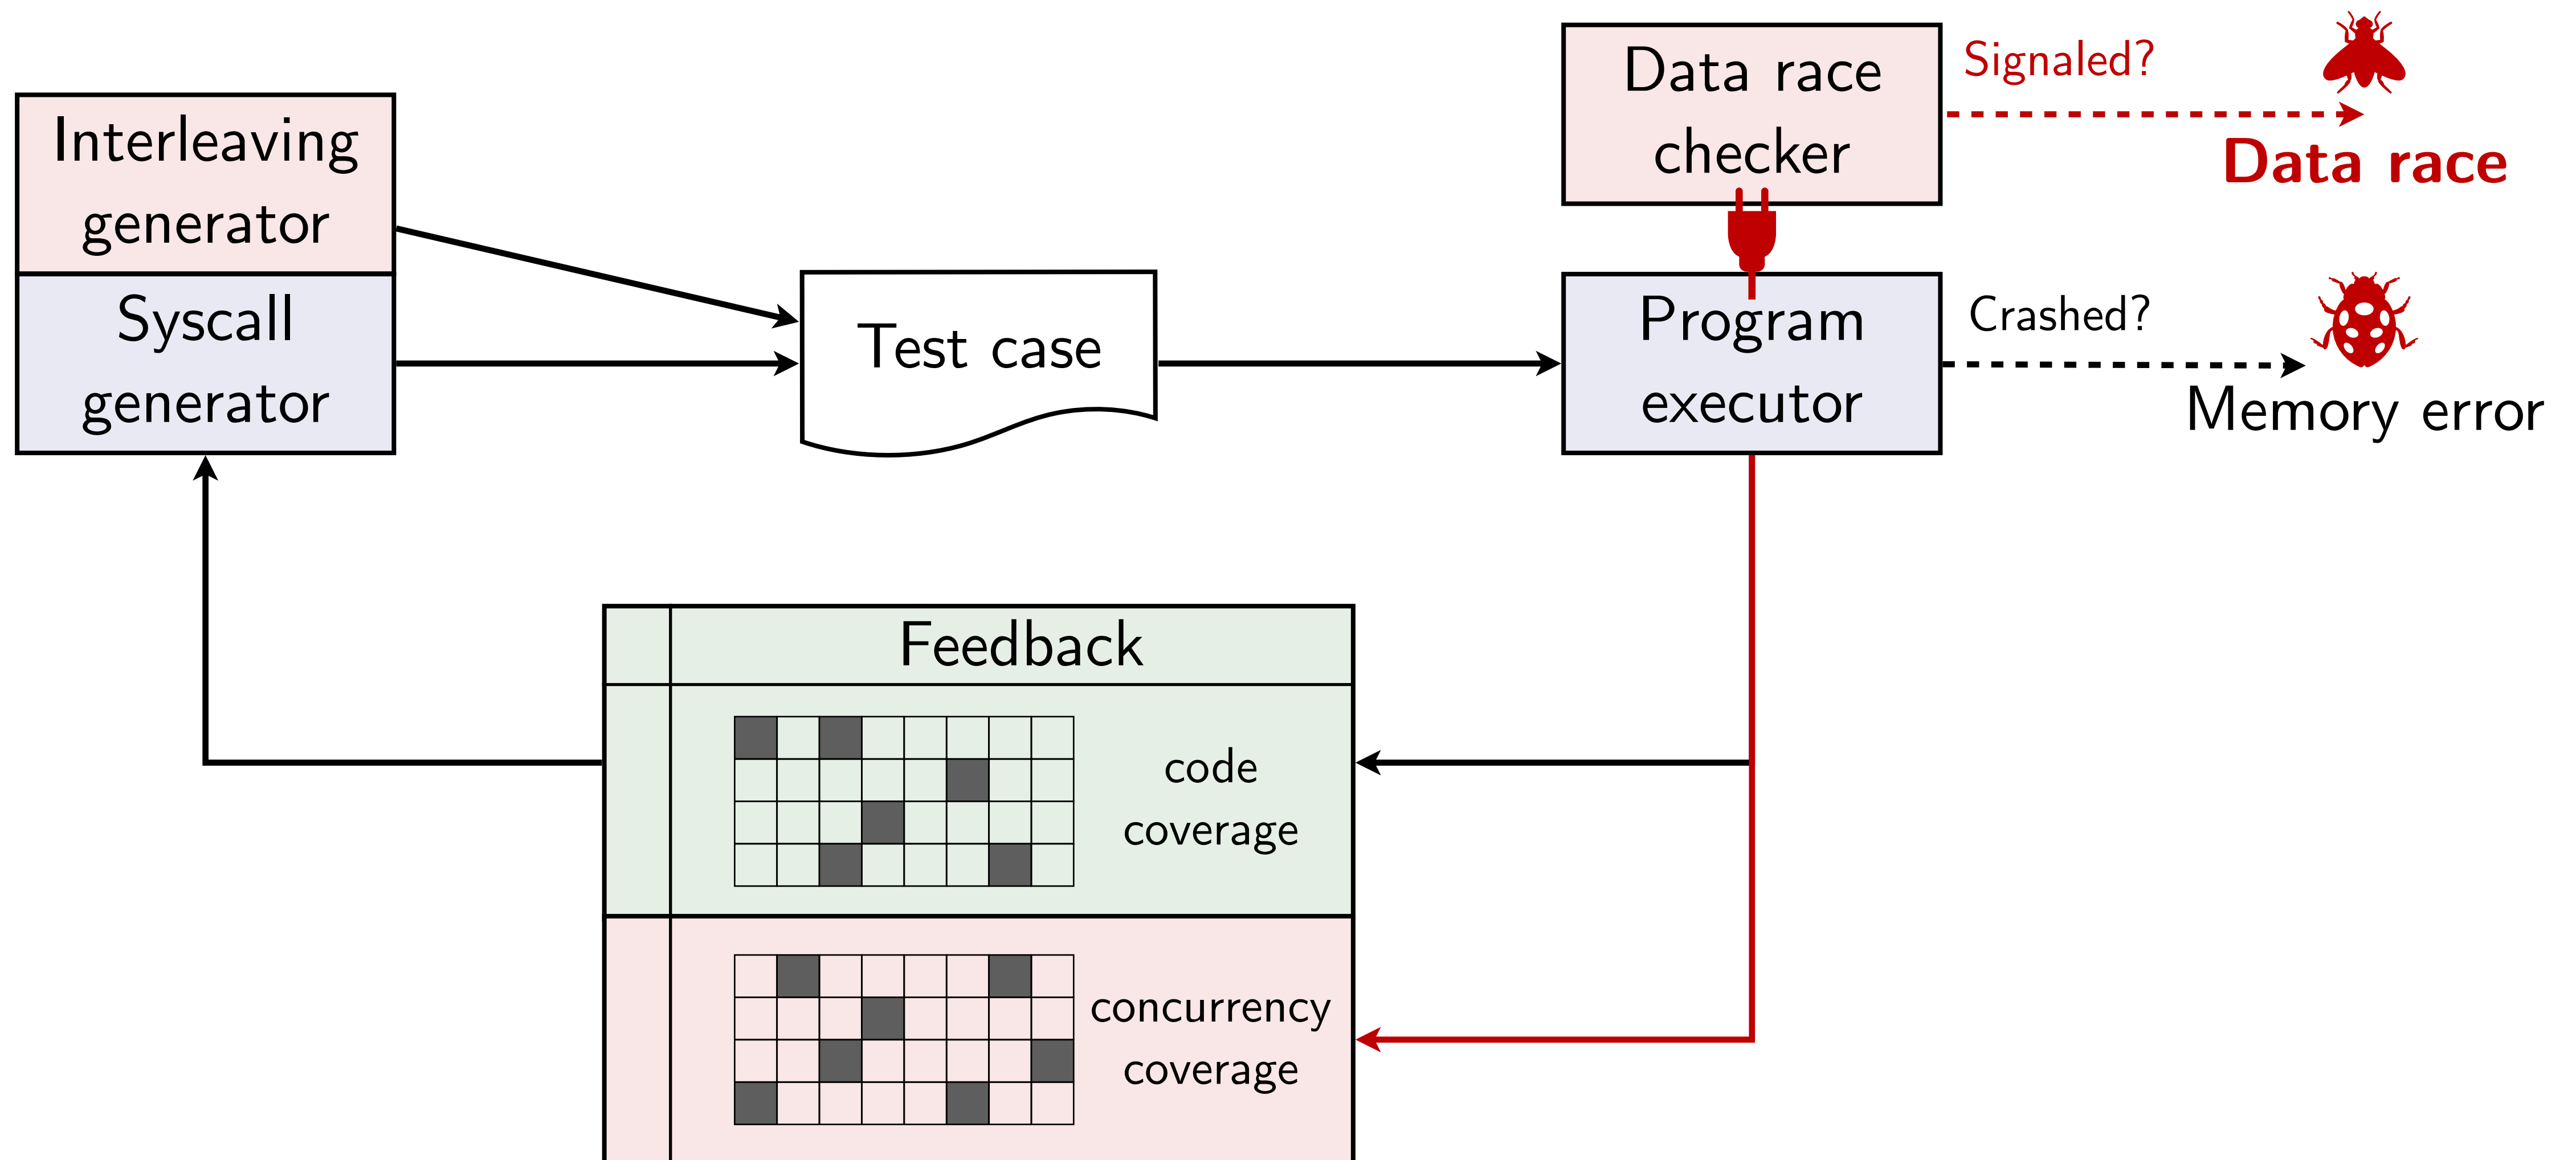 Interleaving
generator
Syscall
generator
Test case
Data race
checker
Signaled?
Data race
Program
executor
Crashed?
Memory error
Feedback
code
coverage
concurrency
coverage